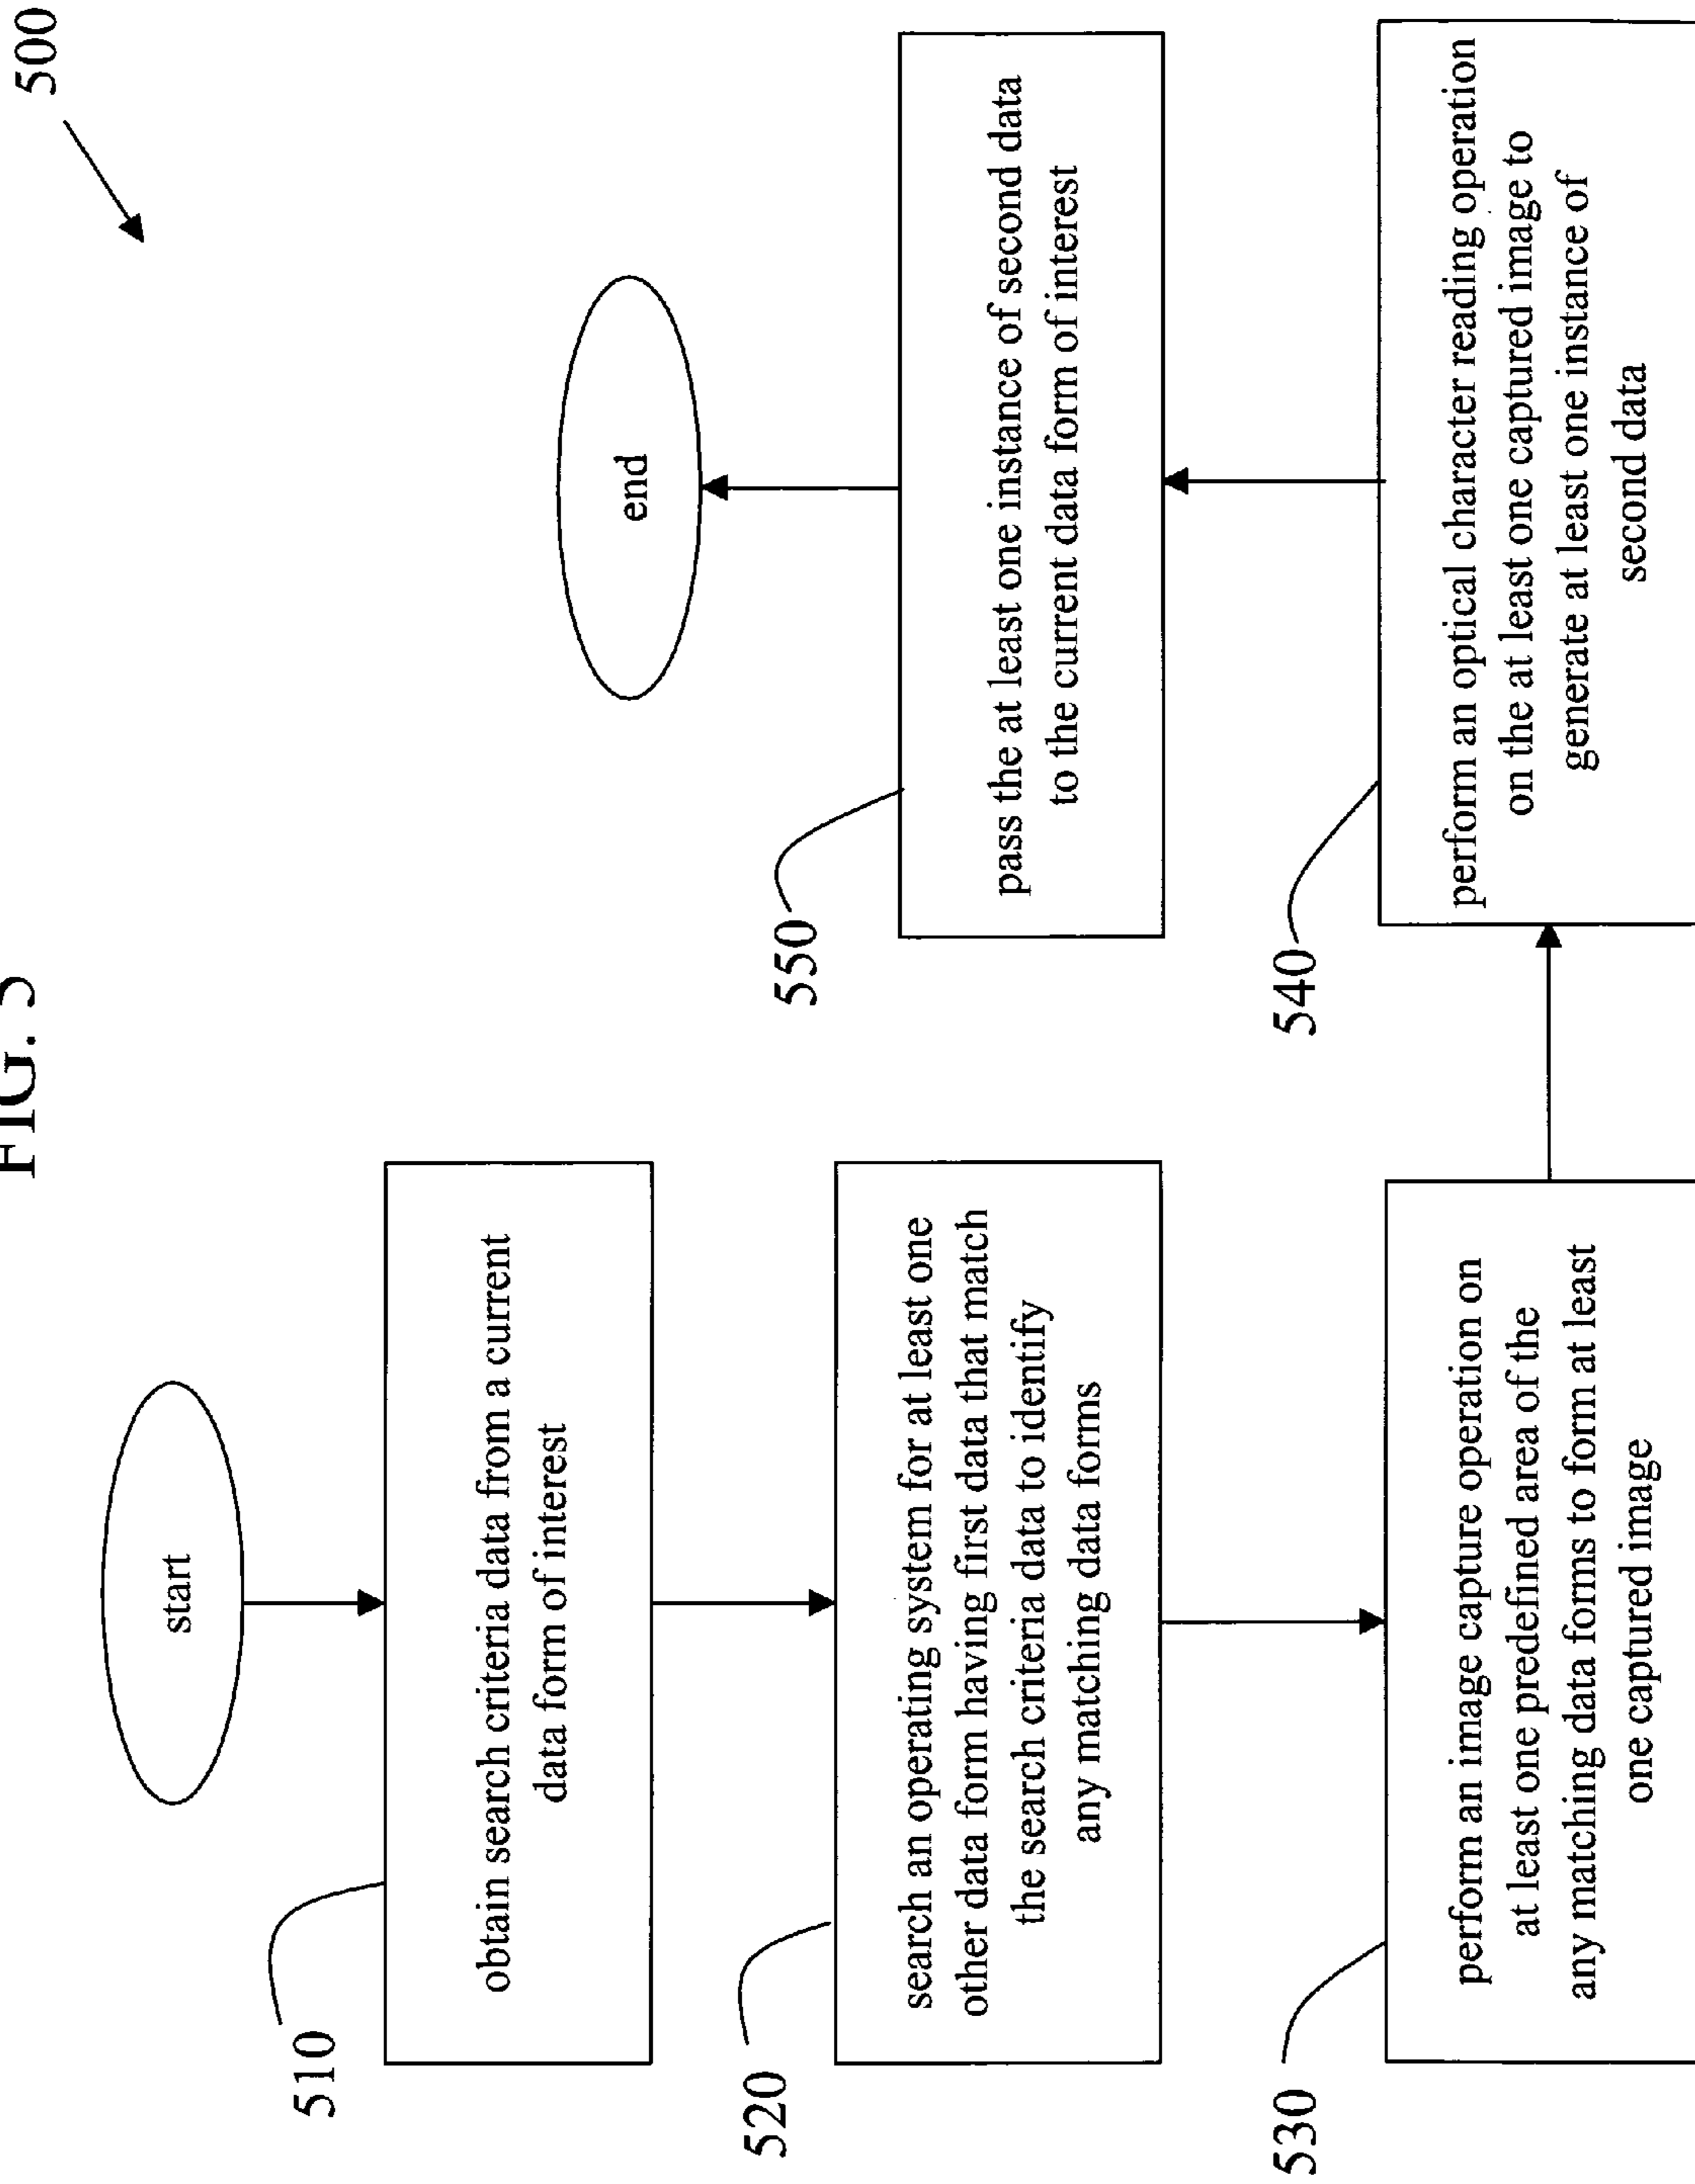 FIG. 5
500
start
510
obtain search criteria data from a current
data form of interest
520
search an operating system for at least one
other data form having first data that match
the search criteria data to identify
any matching data forms
530
perform an image capture operation on
at least one predefined area of the
any matching data forms to form at least
one captured image
540
perform an optical character reading operation
on the at least one captured image to
generate at least one instance of
second data
550
pass the at least one instance of second data
to the current data form of interest
end